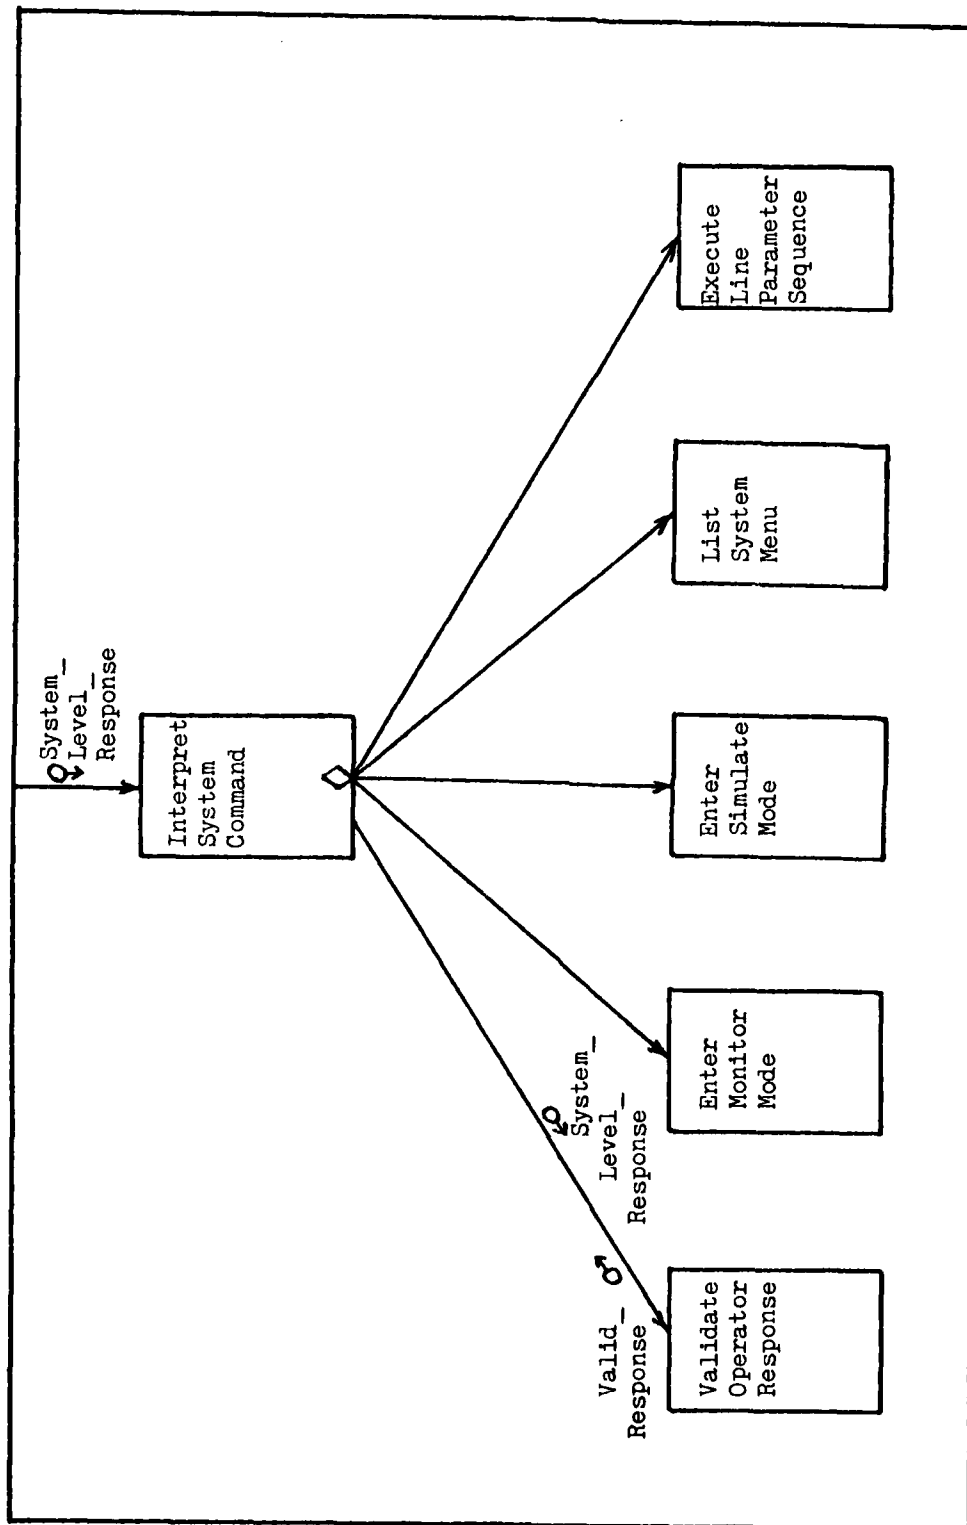 System_
Level_
Response
Interpret
System
Command
System_
Level_
Response
Valid_
Response
Validate
Operator
Response
Enter
Monitor
Mode
Enter
Simulate
Mode
List
System
Menu
Execute
Line
Parameter
Sequence